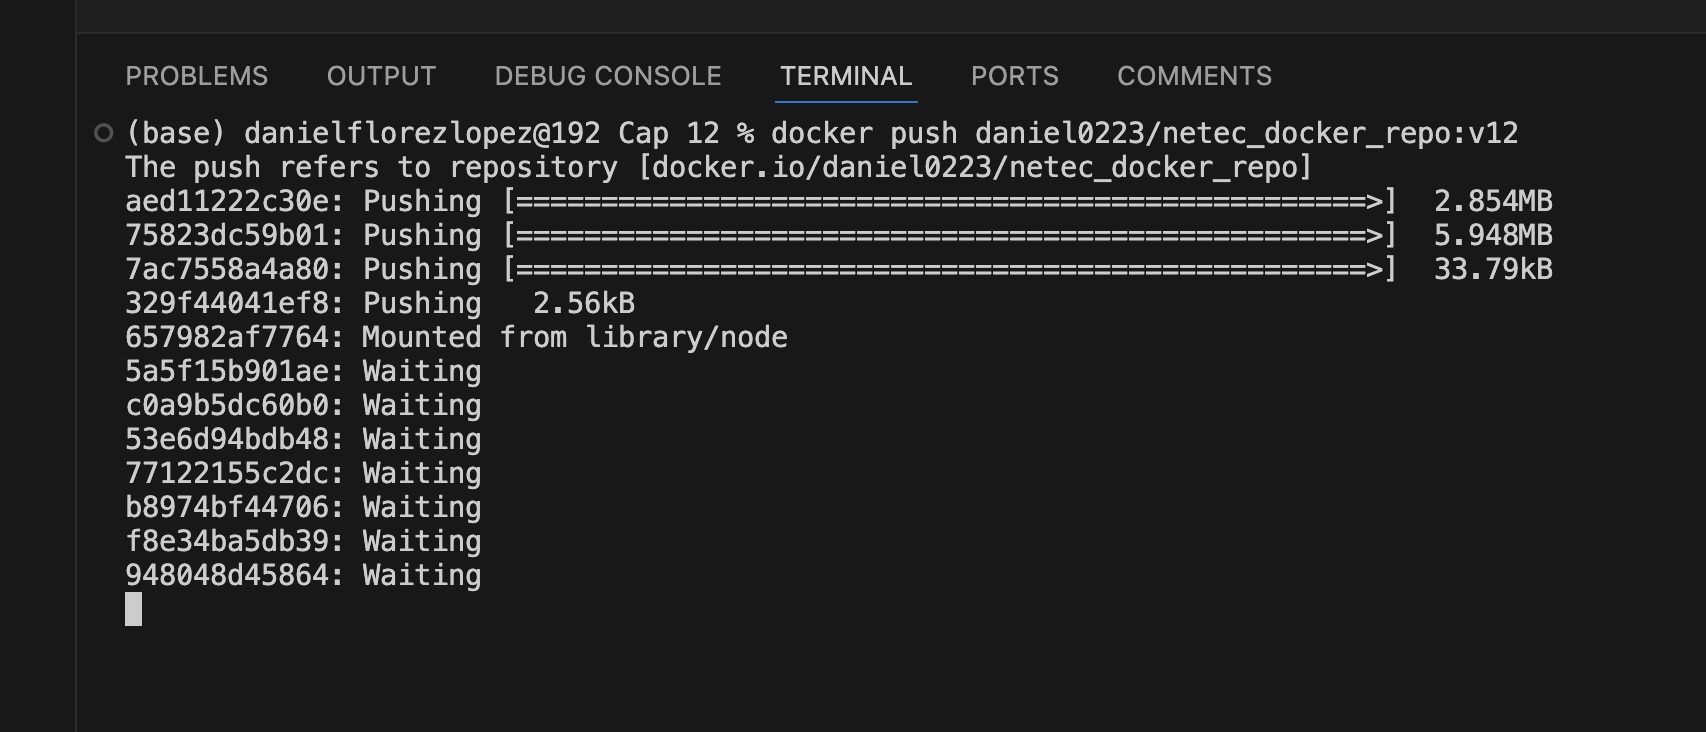 PROBLEMS OUTPUT DEBUG CONSOLE TERMINAL PORTS COMMENTS
(base) danielflorezlopez@192 Cap 12 % docker push daniel0223/netec_docker_repo:v12
The push refers to repository [docker.io/daniel0223/netec_docker_repo]
aed11222c30e: Pushing [==================================================>] 2.854MB
75823dc59b01: Pushing [==================================================>] 5.948MB
7ac7558a4a80: Pushing [==================================================>] 33.79kB
329f44041ef8: Pushing 2.56kB
657982af7764: Mounted from library/node
5a5f15b901ae: Waiting
c0a9b5dc60b0: Waiting
53e6d94bdb48: Waiting
77122155c2dc: Waiting
b8974bf44706: Waiting
f8e34ba5db39: Waiting
948048d45864: Waiting